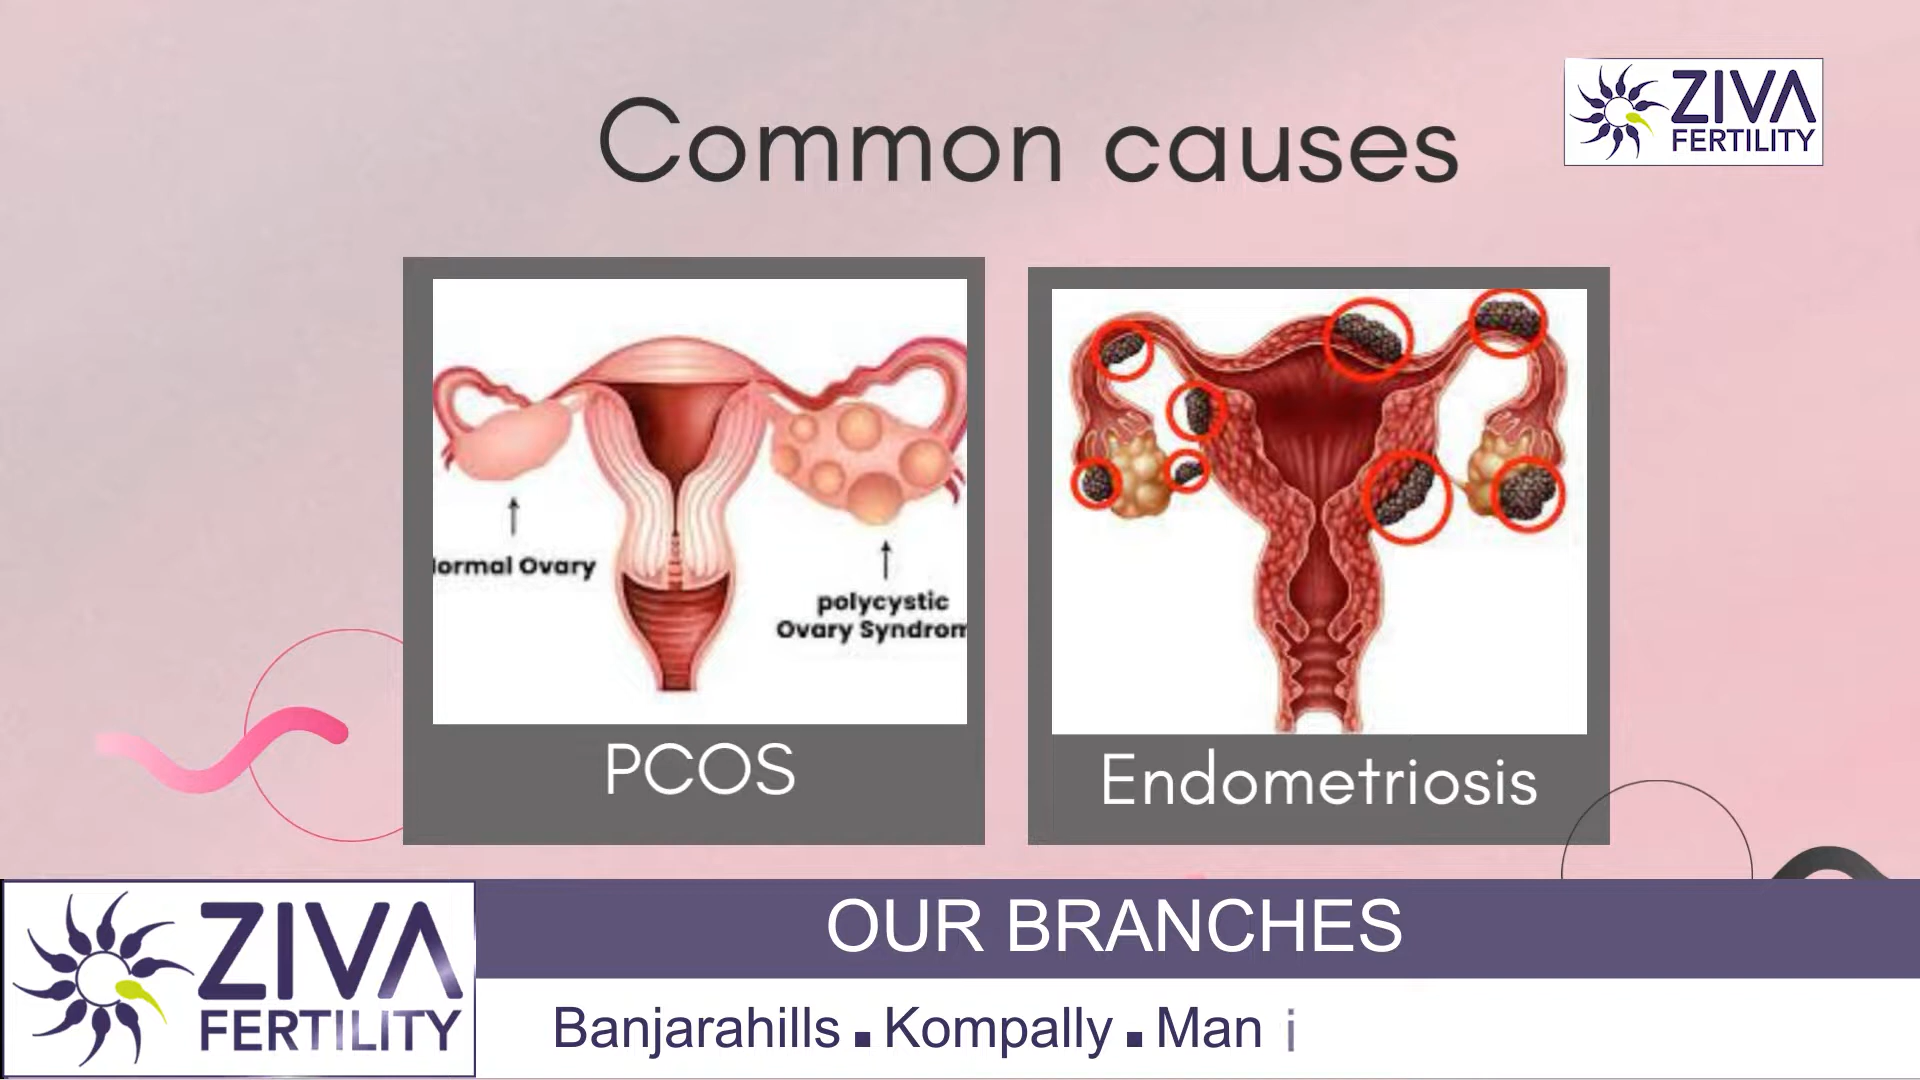 Common causes
ZIVA
FERTILITY
ormal Ovary
polycystic
Ovary Syndrom
PCOS
Endometriosis
ZIVA
FERTILITY
OUR BRANCHES
Banjarahills ▪ Kompally ▪ Man i